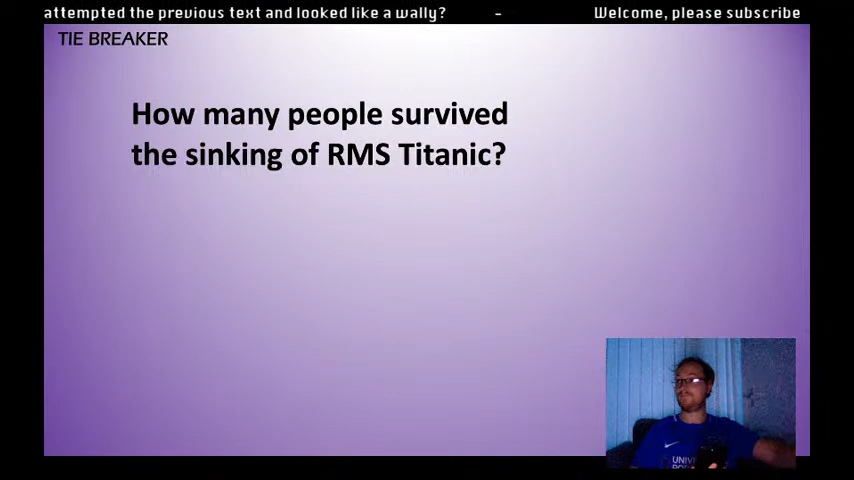 attempted the previous text and looked like a wally? - Welcome, please subscribe
TIE BREAKER
How many people survived
the sinking of RMS Titanic?